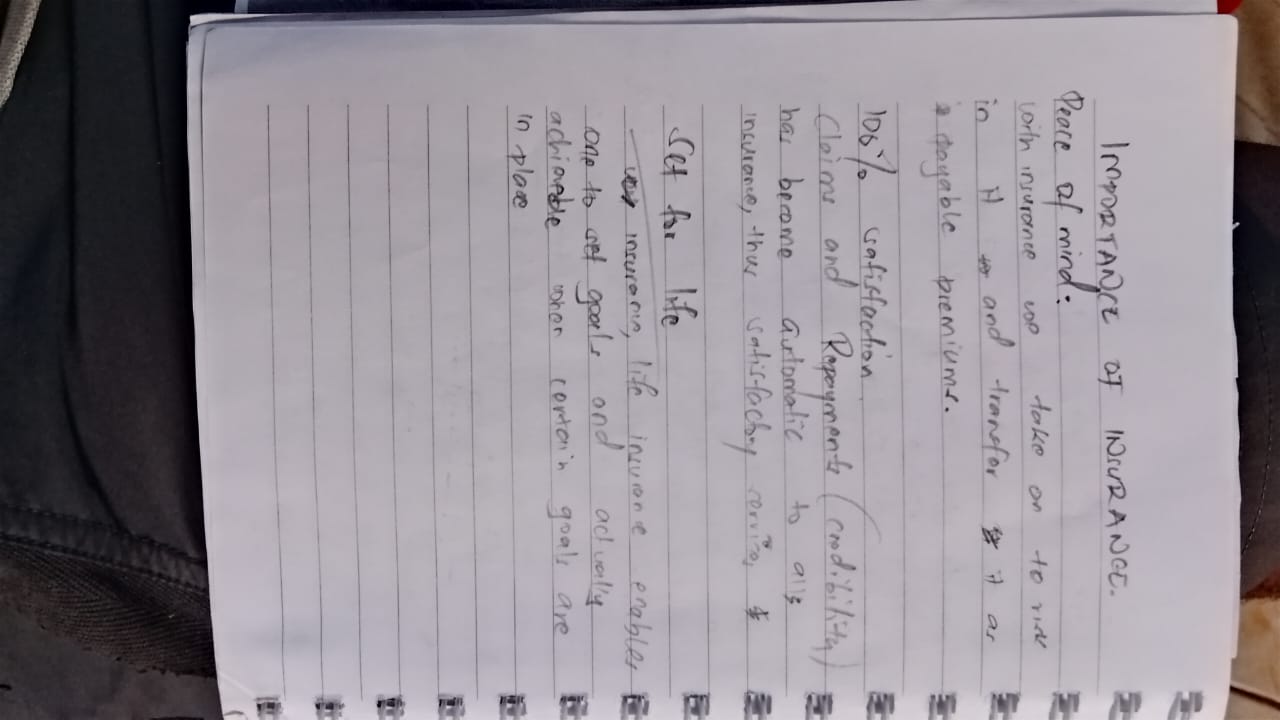 IMPORTANCE OF INSURANCE.
Peace of mind:
with insurance we take on to risk
in it and transfer it as
payable premiums.
100% satisfaction
Claims and Repayments (credibility)
has become automatic to all
insurance, thus satisfactory service,
Set for life
insurance, life insurance enables
one to set goals and actually
achievable when certain goals are
in place